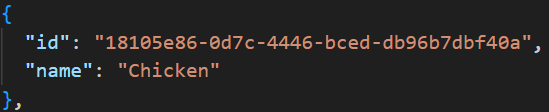 {
"id": "18105e86-0d7c-4446-bced-db96b7dbf40a",
"name": "Chicken"
},